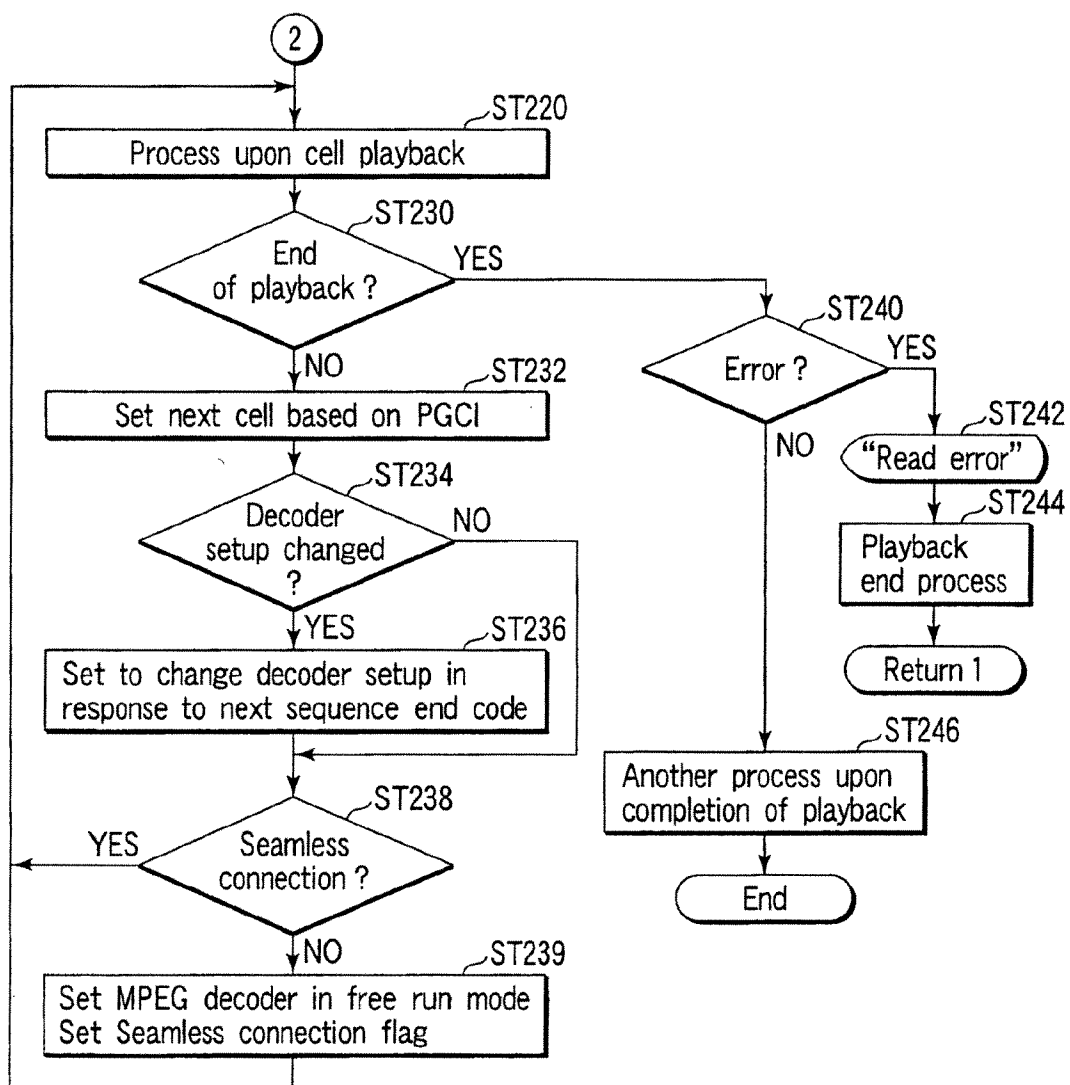 2
ST220
Process upon cell playback
ST230
End
of playback ?
YES
NO
ST240
Error ?
YES
NO
ST232
Set next cell based on PGCI
ST242
“Read error”
ST234
Decoder
setup changed
?
NO
YES
ST244
Playback
end process
Return 1
ST236
Set to change decoder setup in
response to next sequence end code
ST246
Another process upon
completion of playback
End
ST238
Seamless
connection ?
YES
NO
ST239
Set MPEG decoder in free run mode
Set Seamless connection flag